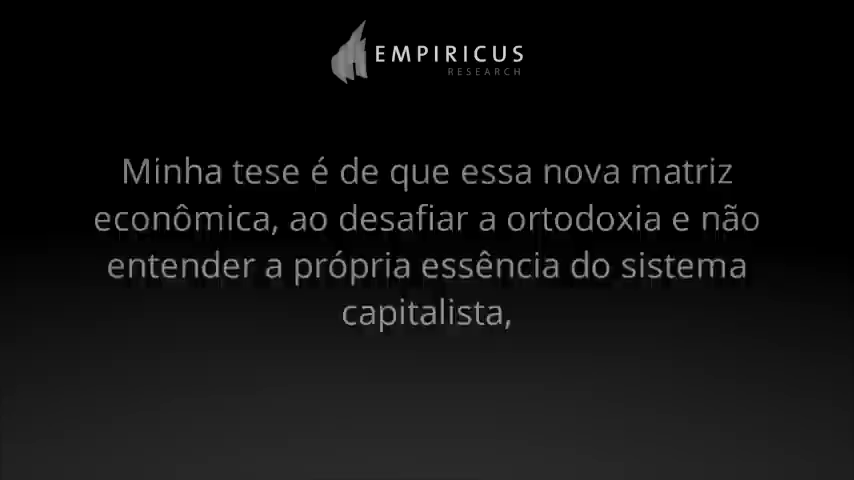 EMPIRICUS
RESEARCH
Minha tese é de que essa nova matriz
econômica, ao desafiar a ortodoxia e não
entender a própria essência do sistema
capitalista,